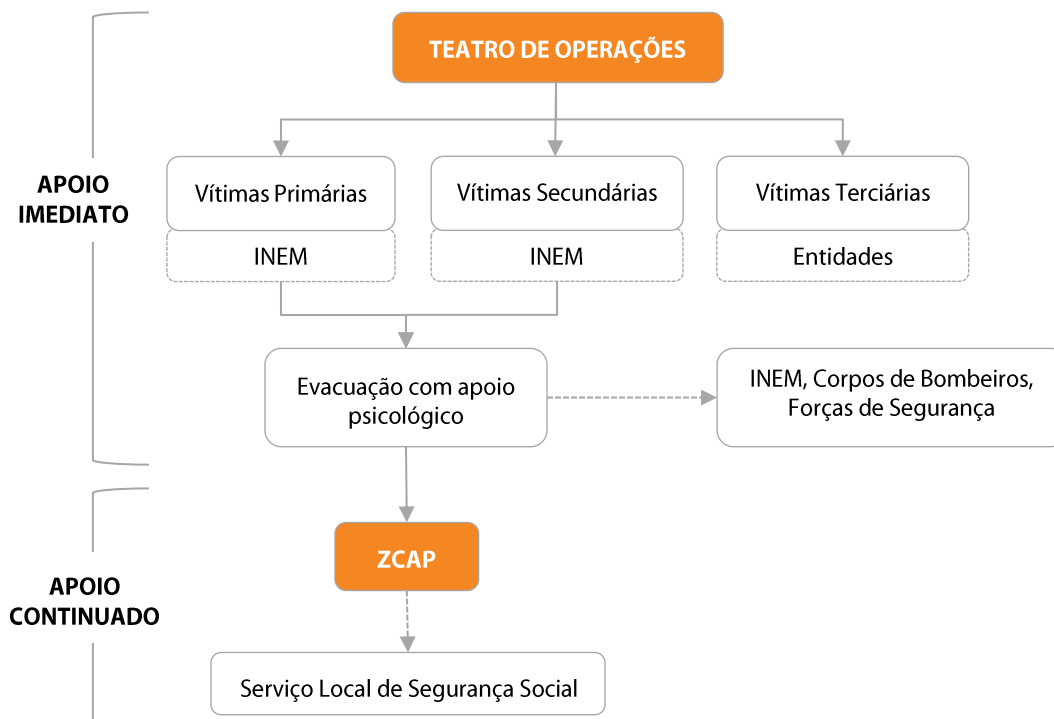 TEATRO DE OPERAÇÕES
APOIO
IMEDIATO
Vítimas Primárias
Vítimas Secundárias
Vítimas Terciárias
INEM
INEM
Entidades
Evacuação com apoio
psicológico
INEM, Corpos de Bombeiros,
Forças de Segurança
ZCAP
APOIO
CONTINUADO
Serviço Local de Segurança Social